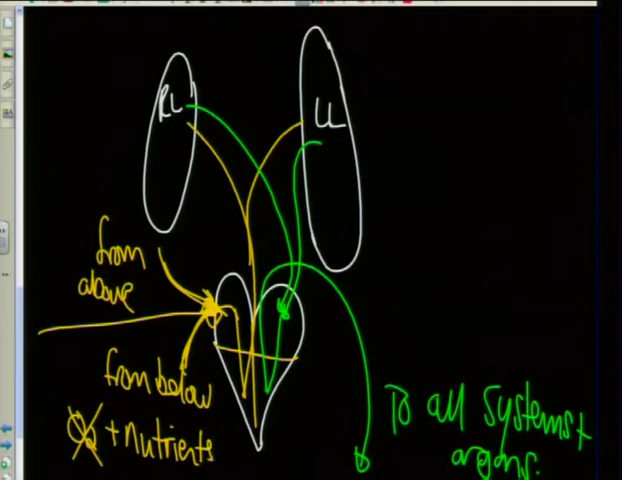 RL
LL
from
above
from below
+ nutrients
To all systems +
organs.